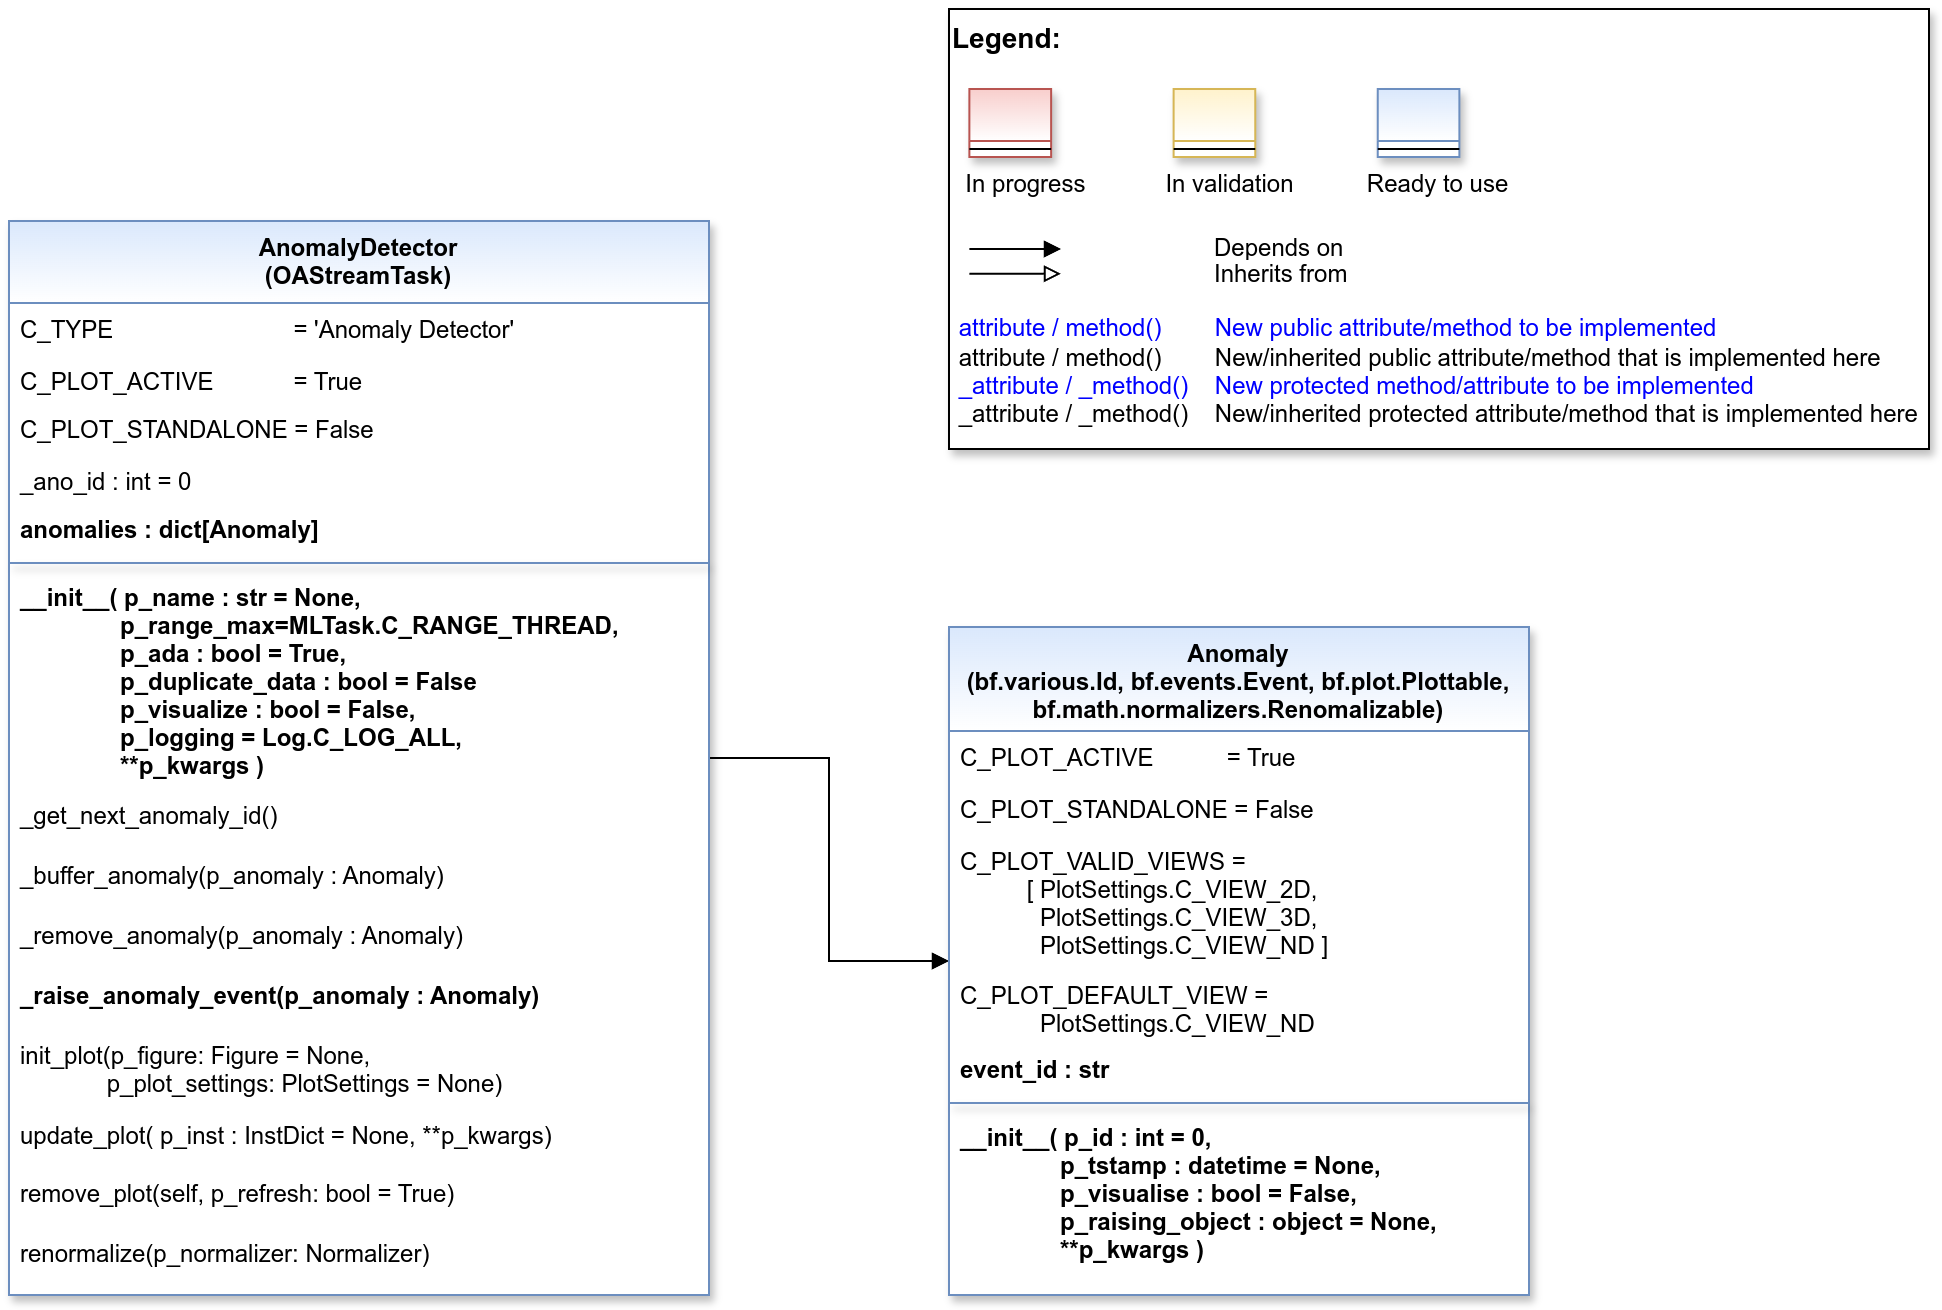 Legend:
In progress
In validation
Ready to use
Depends on
Inherits from
attribute / method() New public attribute/method to be implemented
attribute / method() New/inherited public attribute/method that is implemented here
_attribute / _method() New protected method/attribute to be implemented
_attribute / _method() New/inherited protected attribute/method that is implemented here
AnomalyDetector
(OAStreamTask)
C_TYPE = 'Anomaly Detector'
C_PLOT_ACTIVE = True
C_PLOT_STANDALONE = False
_ano_id : int = 0
anomalies : dict[Anomaly]
__init__( p_name : str = None,
p_range_max=MLTask.C_RANGE_THREAD,
p_ada : bool = True,
p_duplicate_data : bool = False
p_visualize : bool = False,
p_logging = Log.C_LOG_ALL,
**p_kwargs )
_get_next_anomaly_id()
_buffer_anomaly(p_anomaly : Anomaly)
_remove_anomaly(p_anomaly : Anomaly)
_raise_anomaly_event(p_anomaly : Anomaly)
init_plot(p_figure: Figure = None,
p_plot_settings: PlotSettings = None)
update_plot( p_inst : InstDict = None, **p_kwargs)
remove_plot(self, p_refresh: bool = True)
renormalize(p_normalizer: Normalizer)
Anomaly
(bf.various.Id, bf.events.Event, bf.plot.Plottable,
bf.math.normalizers.Renomalizable)
C_PLOT_ACTIVE = True
C_PLOT_STANDALONE = False
C_PLOT_VALID_VIEWS =
[ PlotSettings.C_VIEW_2D,
PlotSettings.C_VIEW_3D,
PlotSettings.C_VIEW_ND ]
C_PLOT_DEFAULT_VIEW =
PlotSettings.C_VIEW_ND
event_id : str
__init__( p_id : int = 0,
p_tstamp : datetime = None,
p_visualise : bool = False,
p_raising_object : object = None,
**p_kwargs )